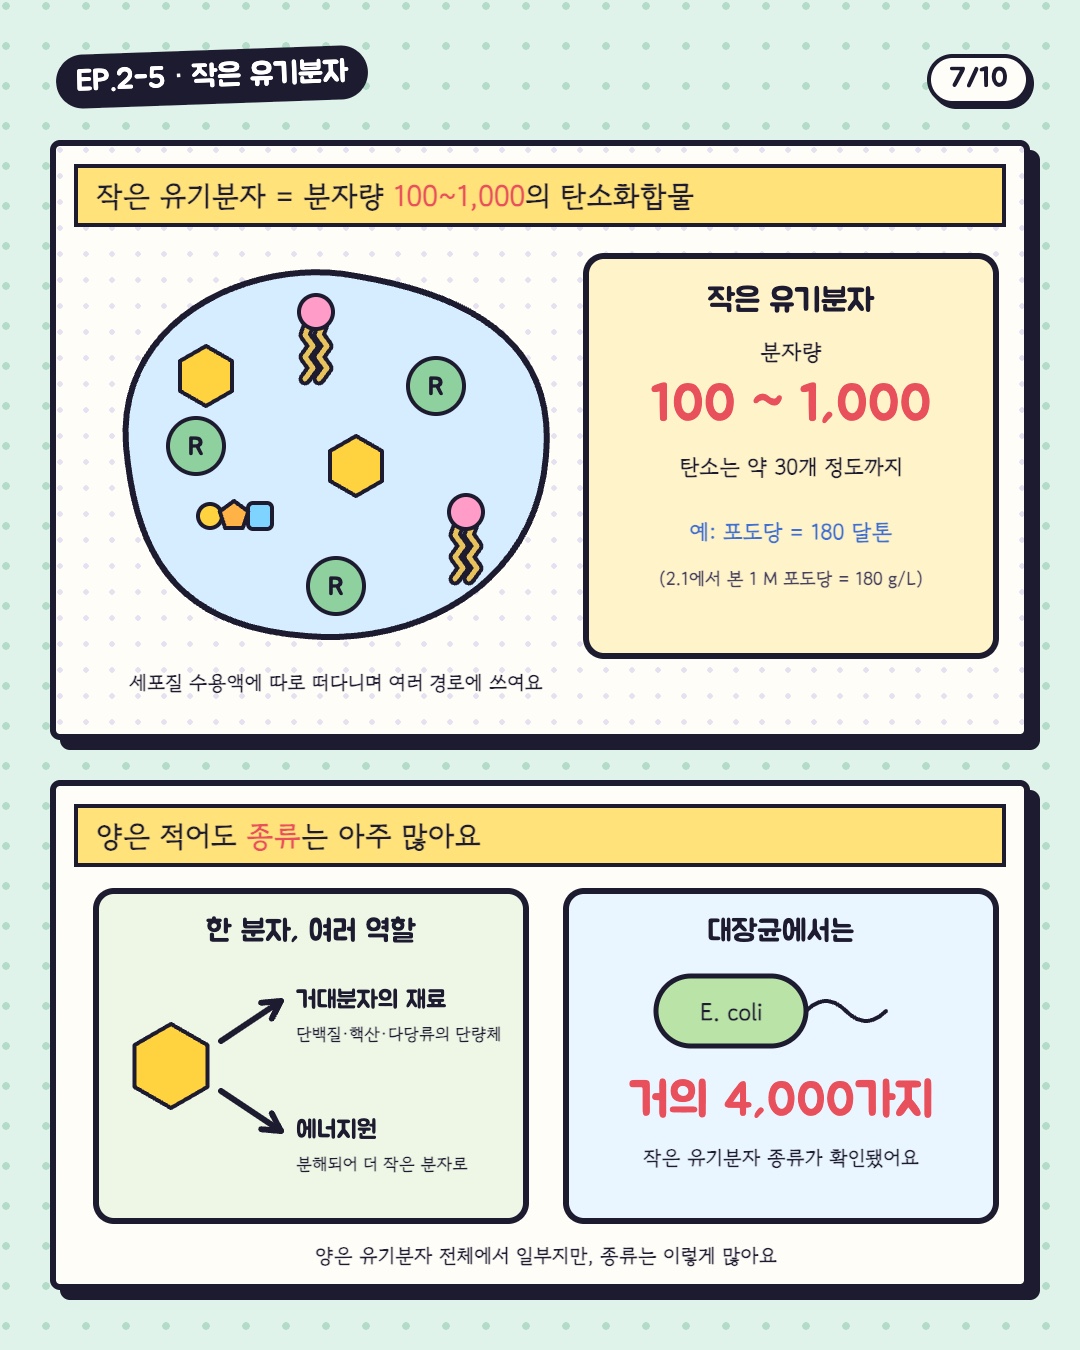 EP.2-5 · 작은 유기분자
7/10
작은 유기분자 = 분자량 100~1,000의 탄소화합물
R
R
R
세포질 수용액에 따로 떠다니며 여러 경로에 쓰여요
작은 유기분자
분자량
100 ~ 1,000
탄소는 약 30개 정도까지
예: 포도당 = 180 달톤
(2.1에서 본 1 M 포도당 = 180 g/L)
양은 적어도 종류는 아주 많아요
한 분자, 여러 역할
거대분자의 재료
단백질·핵산·다당류의 단량체
에너지원
분해되어 더 작은 분자로
대장균에서는
E. coli
거의 4,000가지
작은 유기분자 종류가 확인됐어요
양은 유기분자 전체에서 일부지만, 종류는 이렇게 많아요